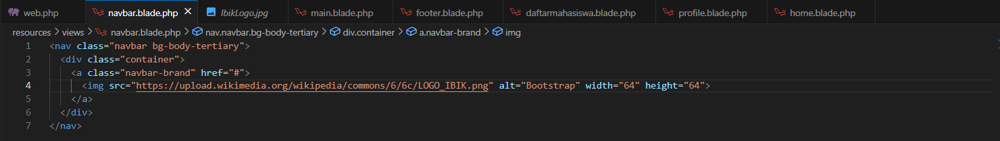 web.php navbar.blade.php IbikLogo.jpg main.blade.php footer.blade.php daftarmahasiswa.blade.php profile.blade.php home.blade.php
resources > views > navbar.blade.php > nav.navbar.bg-body-tertiary > div.container > a.navbar-brand > img
1 <nav class="navbar bg-body-tertiary">
2 <div class="container">
3 <a class="navbar-brand" href="#">
4 <img src="https://upload.wikimedia.org/wikipedia/commons/6/6c/LOGO_IBIK.png" alt="Bootstrap" width="64" height="64">
5 </a>
6 </div>
7 </nav>